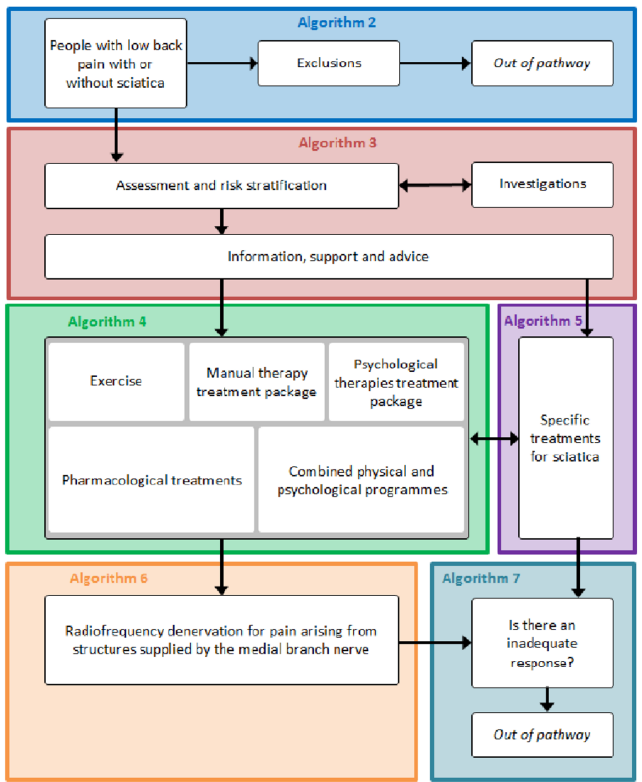 Algorithm 2
People with low back
pain with or
without sciatica
Exclusions
Out of pathway
Algorithm 3
Assessment and risk stratification
Investigations
Information, support and advice
Algorithm 4
Exercise
Manual therapy
treatment package
Psychological
therapies treatment
package
Pharmacological treatments
Combined physical and
psychological programmes
Algorithm 5
Specific
treatments
for sciatica
Algorithm 6
Radiofrequency denervation for pain arising from
structures supplied by the medial branch nerve
Algorithm 7
Is there an
inadequate
response?
Out of pathway